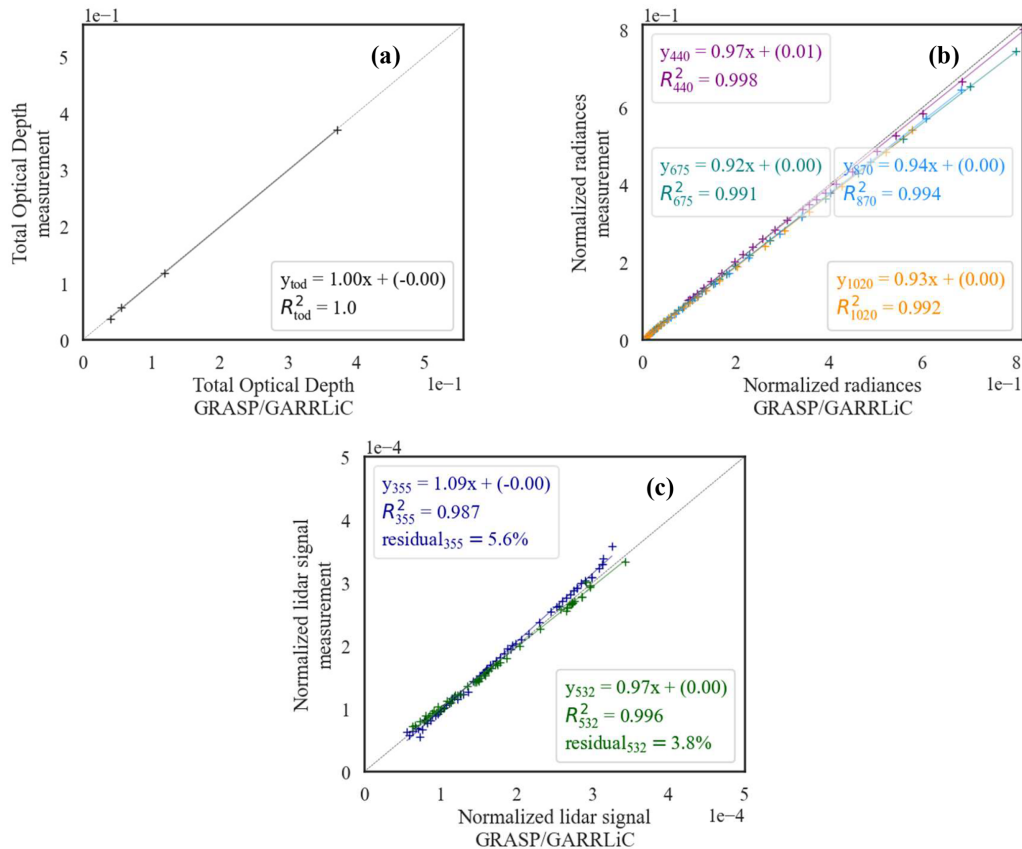 1e−1
(a)
5
4
3
2
1
0
Total Optical Depth
measurement
y_tod = 1.00x + (-0.00)
R²_tod = 1.0
0 1 2 3 4 5
1e−1
Total Optical Depth
GRASP/GARRLiC
1e−1
(b)
8
6
4
2
0
Normalized radiances
measurement
y_440 = 0.97x + (0.01)
R²_440 = 0.998
y_675 = 0.92x + (0.00)
R²_675 = 0.991
y_870 = 0.94x + (0.00)
R²_870 = 0.994
y_1020 = 0.93x + (0.00)
R²_1020 = 0.992
0 2 4 6 8
1e−1
Normalized radiances
GRASP/GARRLiC
1e−4
(c)
5
4
3
2
1
0
Normalized lidar signal
measurement
y_355 = 1.09x + (-0.00)
R²_355 = 0.987
residual_355 = 5.6%
y_532 = 0.97x + (0.00)
R²_532 = 0.996
residual_532 = 3.8%
0 1 2 3 4 5
1e−4
Normalized lidar signal
GRASP/GARRLiC